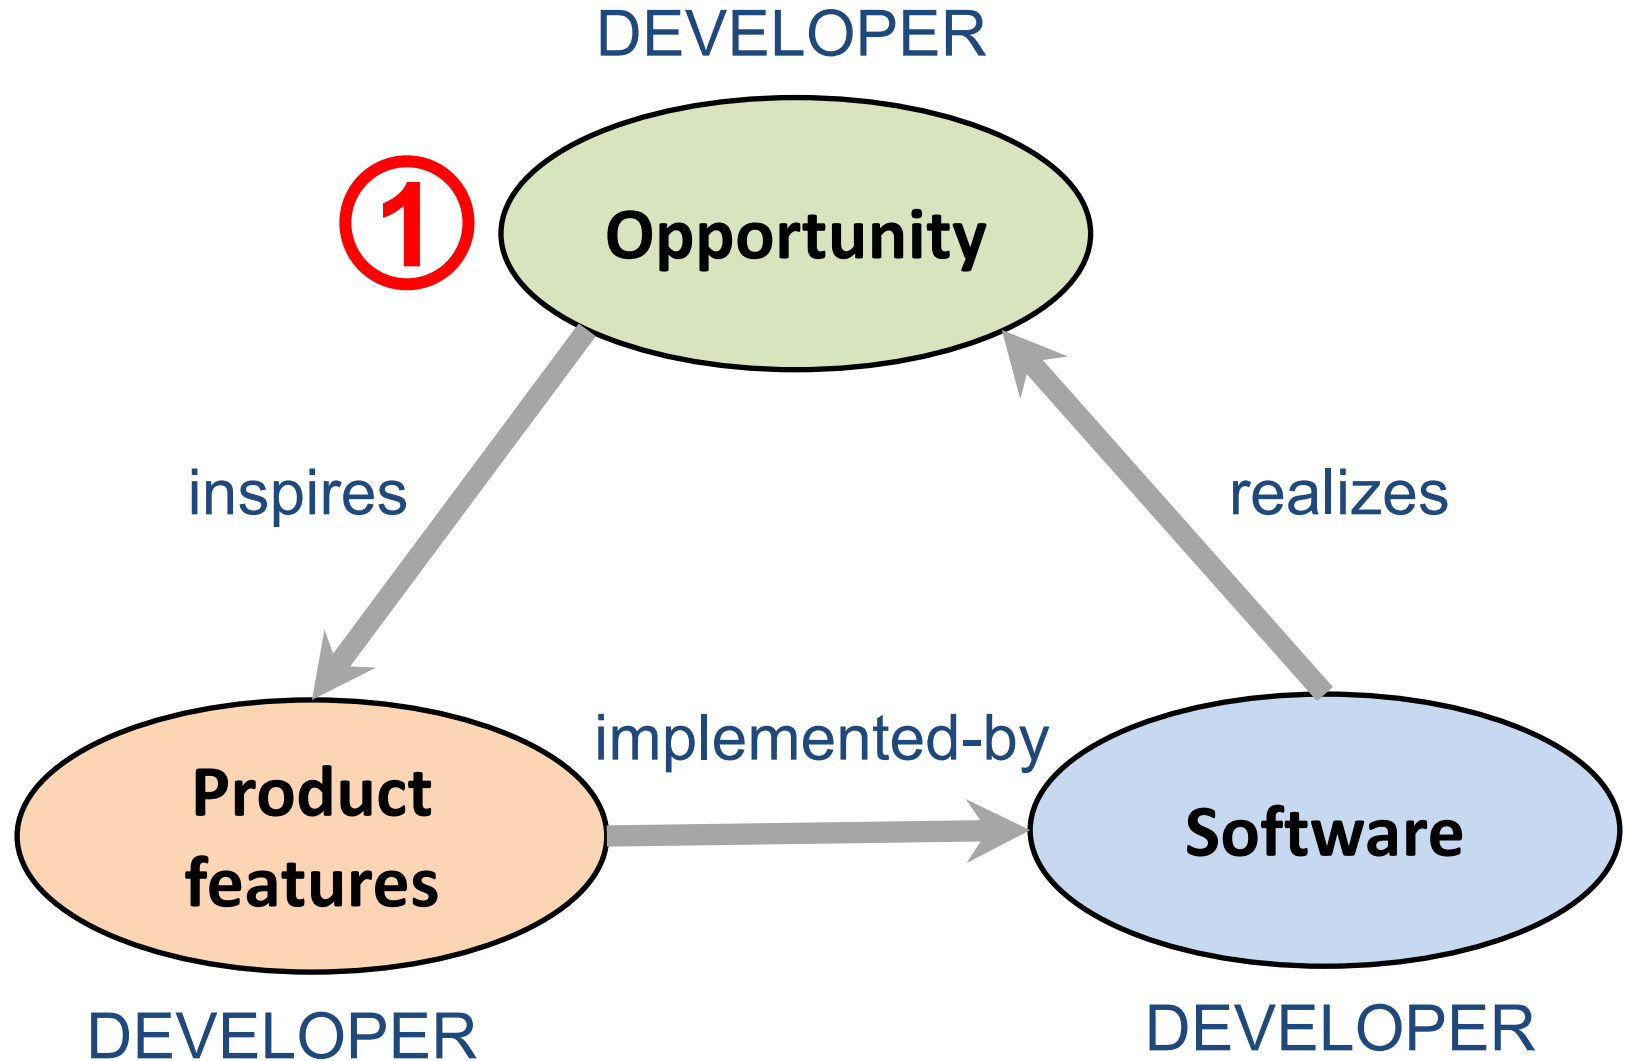 DEVELOPER
1
Opportunity
inspires
realizes
implemented-by
Product
features
Software
DEVELOPER
DEVELOPER